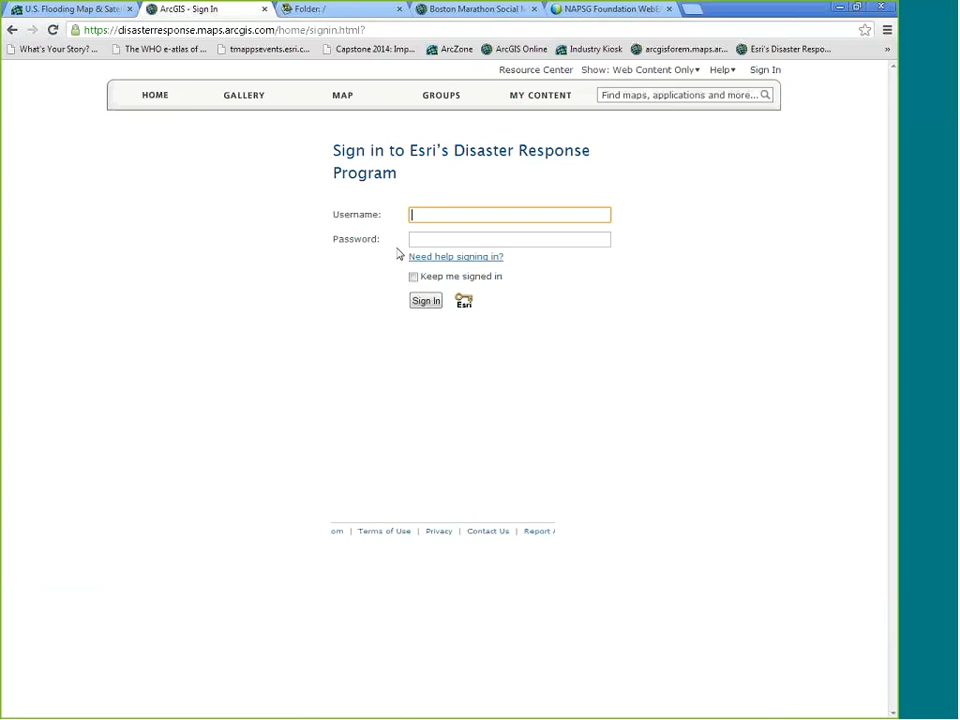 U.S. Flooding Map & Sate
ArcGIS - Sign In
Folder: /
Boston Marathon Social M
NAPSG Foundation WebE
https://disasterresponse.maps.arcgis.com/home/signin.html?
What's Your Story? ...
The WHO e-atlas of ...
tmappsevents.esri.c...
Capstone 2014: Imp...
ArcZone
ArcGIS Online
Industry Kiosk
arcgisforem.maps.ar...
Esri's Disaster Respo...
»
Resource Center Show: Web Content Only Help Sign In
HOME GALLERY MAP GROUPS MY CONTENT Find maps, applications and more...
Sign in to Esri's Disaster Response
Program
Username:
Password:
Need help signing in?
Keep me signed in
Sign In Esri
om | Terms of Use | Privacy | Contact Us | Report